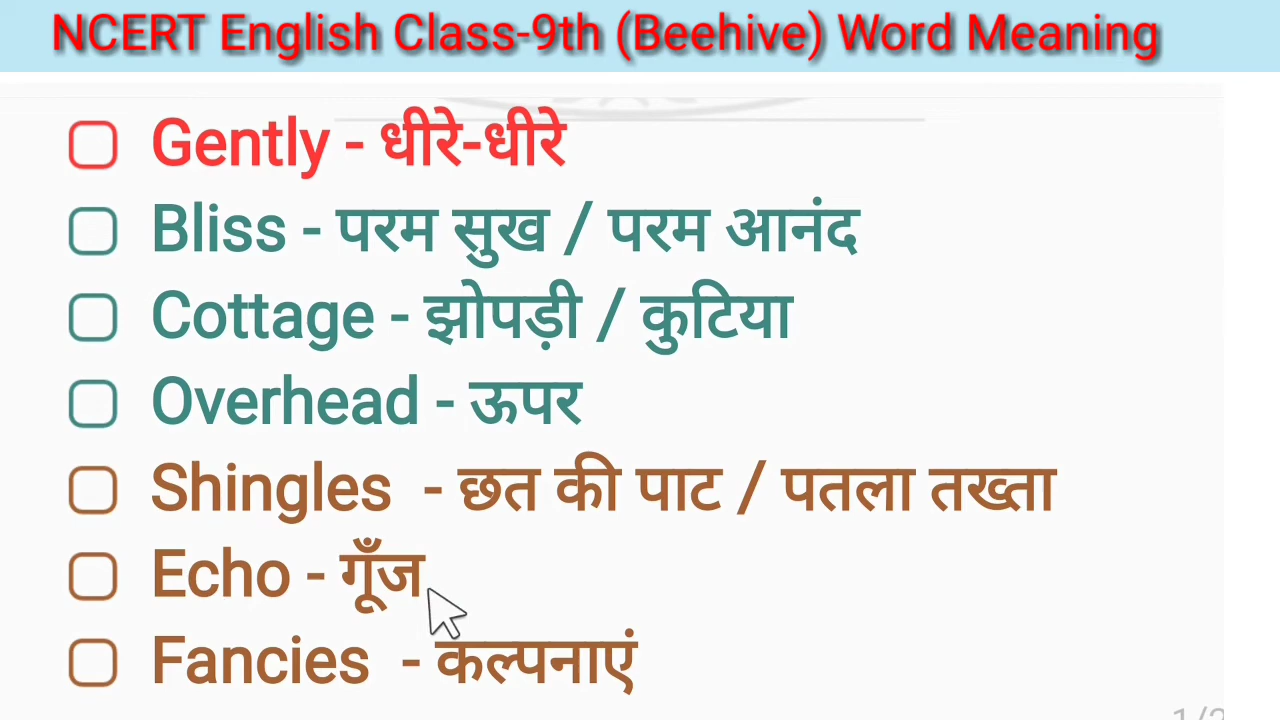 NCERT English Class-9th (Beehive) Word Meaning
Gently - धीरे-धीरे
Bliss - परम सुख / परम आनंद
Cottage - झोपड़ी / कुटिया
Overhead - ऊपर
Shingles - छत की पाट / पतला तख्ता
Echo - गूँज
Fancies - कल्पनाएं